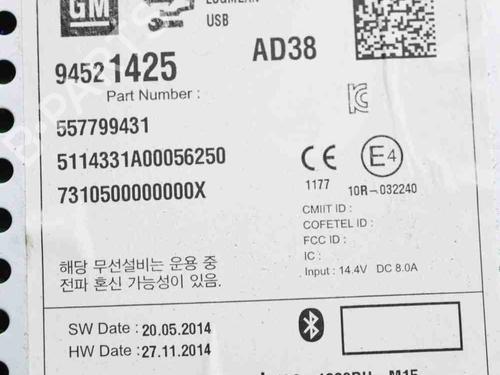 GM
USB
AD38
94521425
Part Number :
557799431
5114331A00056250
7310500000000X
CE
1177
E4
10R-032240
CMIIT ID :
COFETEL ID :
FCC ID :
IC :
Input : 14.4V DC 8.0A
해당 무선설비는 운용 중
전파 혼신 가능성이 있음.
SW Date : 20.05.2014
HW Date : 27.11.2014